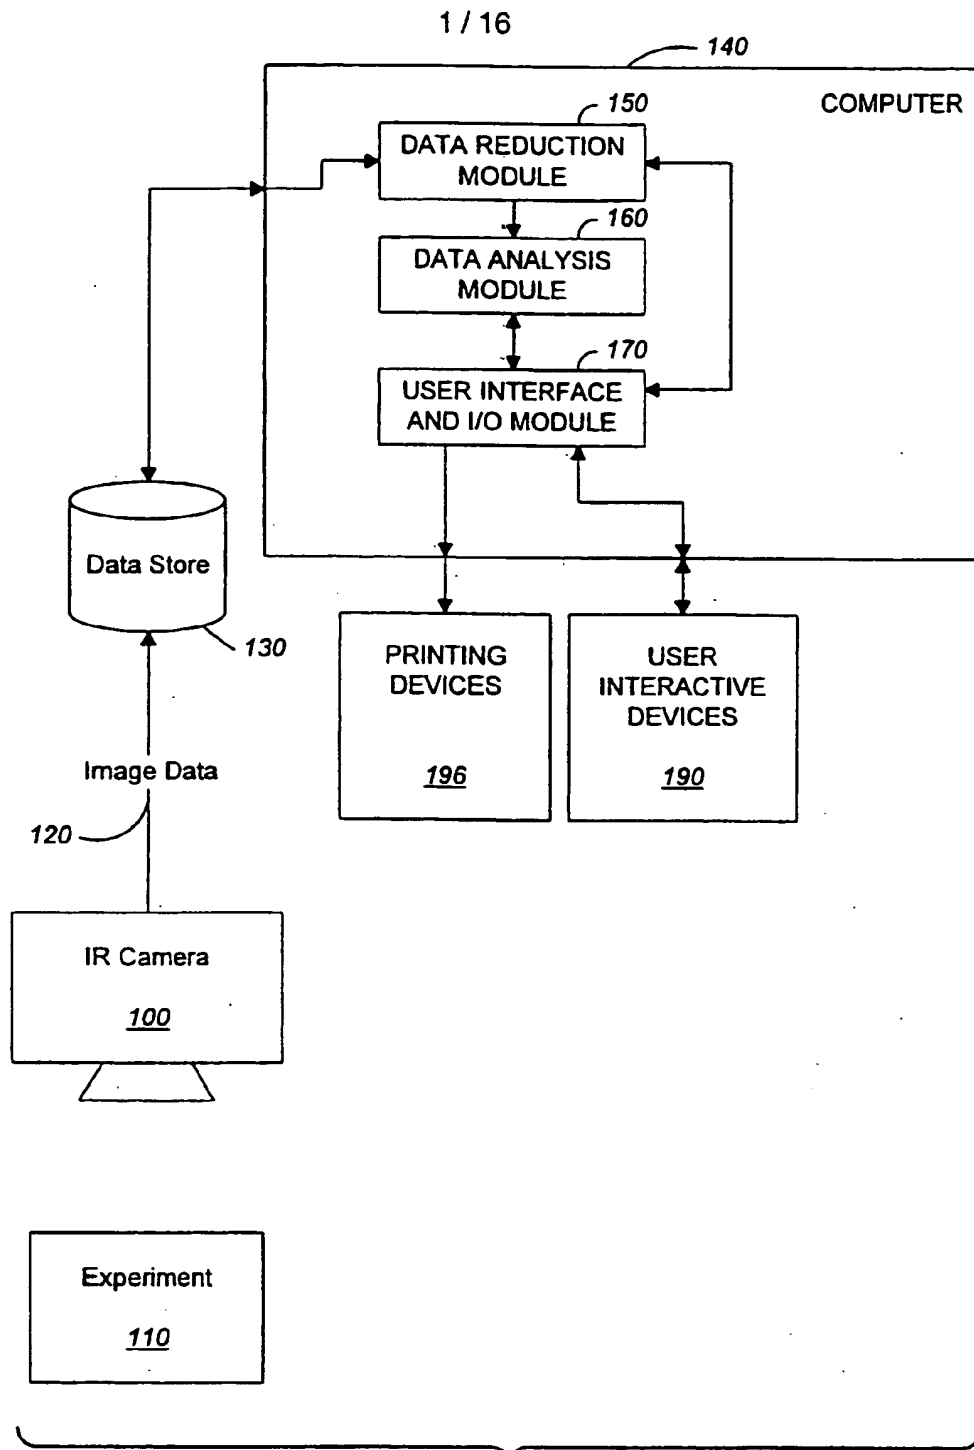 1 / 16
140
COMPUTER
150
DATA REDUCTION
MODULE
160
DATA ANALYSIS
MODULE
170
USER INTERFACE
AND I/O MODULE
Data Store
130
PRINTING
DEVICES
196
USER
INTERACTIVE
DEVICES
190
Image Data
120
IR Camera
100
Experiment
110